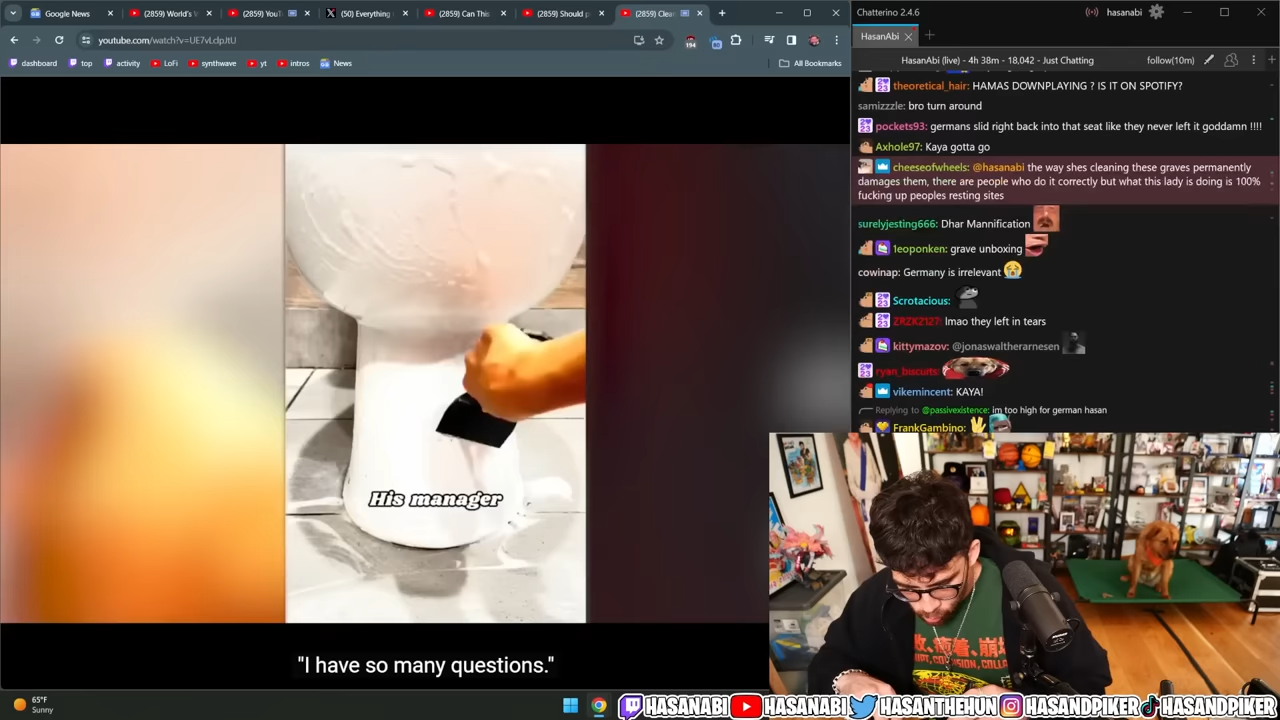 Google News
(2859) World's
(2859) YouT
(50) Everything
(2859) Can This
(2859) Should p
(2859) Clea
youtube.com/watch?v=UE7vLclpJtU
194
dashboard
top
activity
LoFi
synthwave
yt
intros
News
All Bookmarks
His manager
"I have so many questions."
Chatterino 2.4.6
hasanabi
HasanAbi
HasanAbi (live) - 4h 38m - 18,042 - Just Chatting
follow(10m)
theoretical_hair: HAMAS DOWNPLAYING ? IS IT ON SPOTIFY?
samizzzle: bro turn around
pockets93: germans slid right back into that seat like they never left it goddamn !!!!
Axhole97: Kaya gotta go
cheeseofwheels: @hasanabi the way shes cleaning these graves permanently
damages them, there are people who do it correctly but what this lady is doing is 100%
fucking up peoples resting sites
surelyjesting666: Dhar Mannification
1eoponken: grave unboxing
cowinap: Germany is irrelevant
Scrotacious:
ZRZK2127: lmao they left in tears
kittymazov: @jonaswaltherarnesen
ryan_biscuits:
vikemincent: KAYA!
Replying to @passivexistence: im too high for german hasan
FrankGambino:
65°F
Sunny
HASANABI
HASANABI
HASANTHEHUN
HASANDPIKER
HASANDPIKER